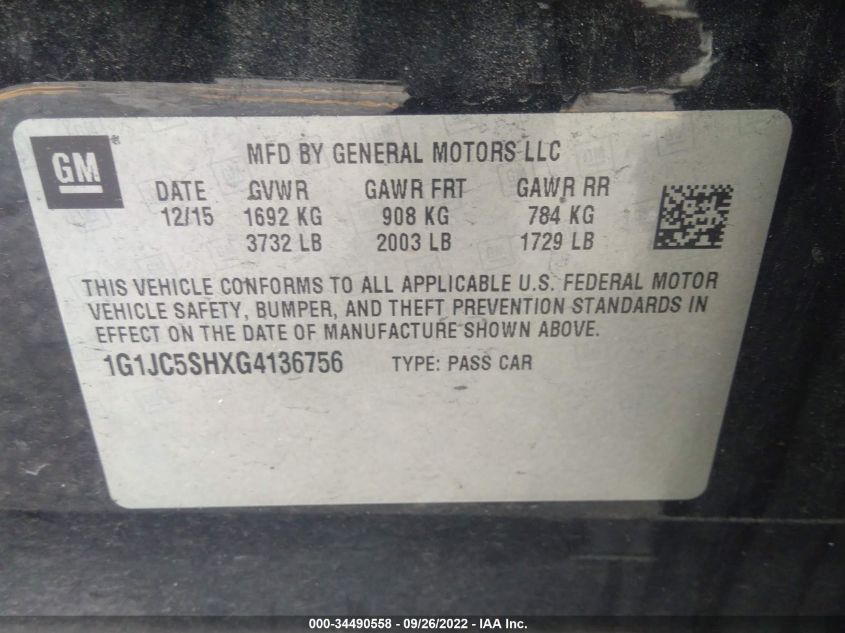 GM® MFD BY GENERAL MOTORS LLC
DATE GVWR GAWR FRT GAWR RR
12/15 1692 KG 908 KG 784 KG
3732 LB 2003 LB 1729 LB
THIS VEHICLE CONFORMS TO ALL APPLICABLE U.S. FEDERAL MOTOR
VEHICLE SAFETY, BUMPER, AND THEFT PREVENTION STANDARDS IN
EFFECT ON THE DATE OF MANUFACTURE SHOWN ABOVE.
1G1JC5SHXG4136756 TYPE: PASS CAR
000-34490558 - 09/26/2022 - IAA Inc.